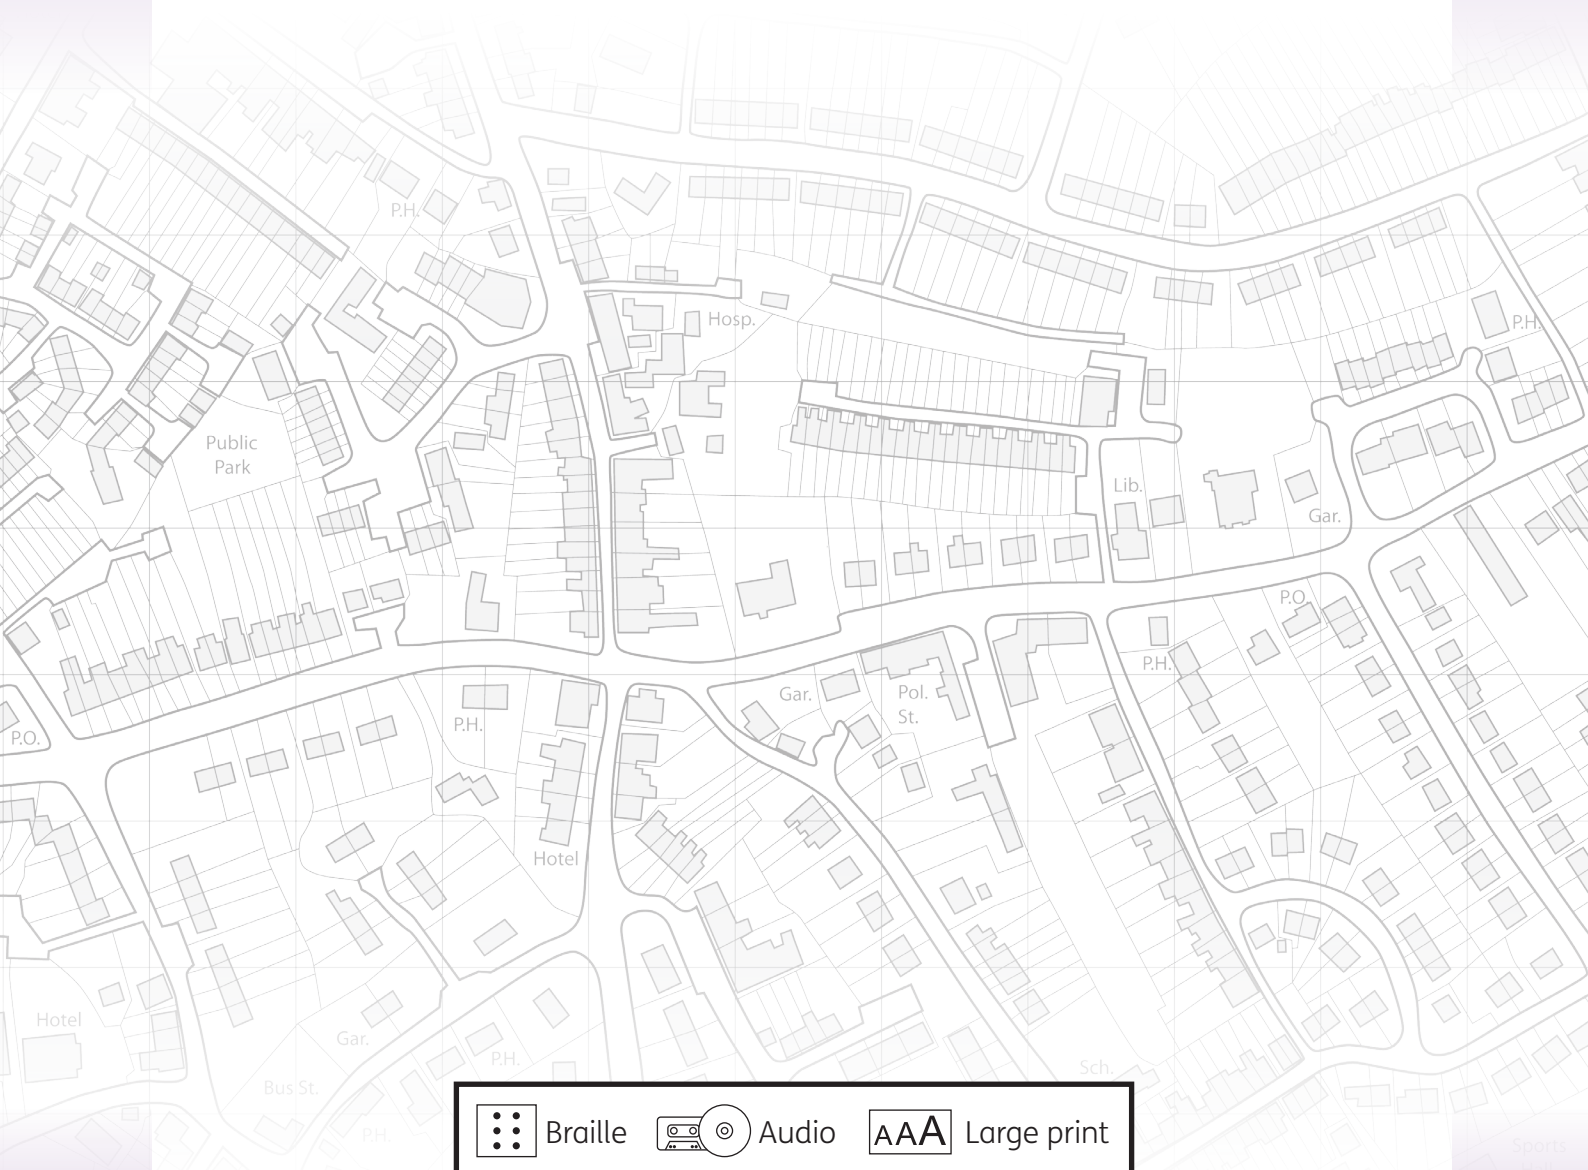 P.H.
Hosp.
P.H.
Public
Park
Lib.
Gar.
P.O.
P.H.
Gar.
Pol.
St.
P.H.
P.O.
Hotel
Hotel
Gar.
P.H.
Sch.
Bus St.
P.H.
Sports
Braille
Audio
AAA Large print